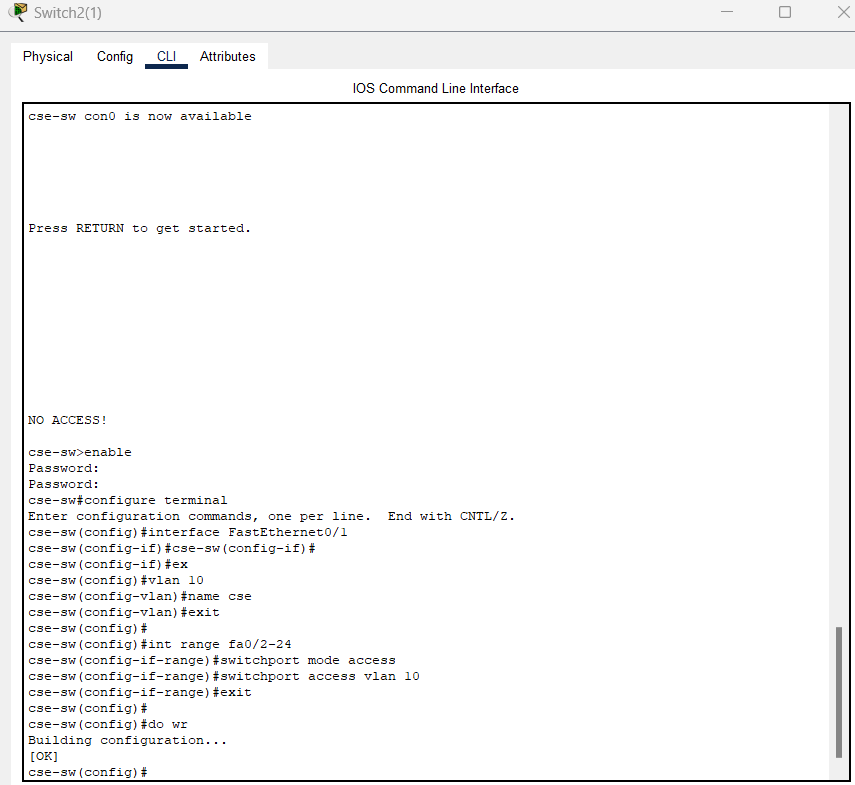 Switch2(1)
Physical Config CLI Attributes
IOS Command Line Interface
cse-sw con0 is now available
Press RETURN to get started.
NO ACCESS!
cse-sw>enable
Password:
Password:
cse-sw#configure terminal
Enter configuration commands, one per line.  End with CNTL/Z.
cse-sw(config)#interface FastEthernet0/1
cse-sw(config-if)#cse-sw(config-if)#
cse-sw(config-if)#ex
cse-sw(config)#vlan 10
cse-sw(config-vlan)#name cse
cse-sw(config-vlan)#exit
cse-sw(config)#
cse-sw(config)#int range fa0/2-24
cse-sw(config-if-range)#switchport mode access
cse-sw(config-if-range)#switchport access vlan 10
cse-sw(config-if-range)#exit
cse-sw(config)#
cse-sw(config)#do wr
Building configuration...
[OK]
cse-sw(config)#